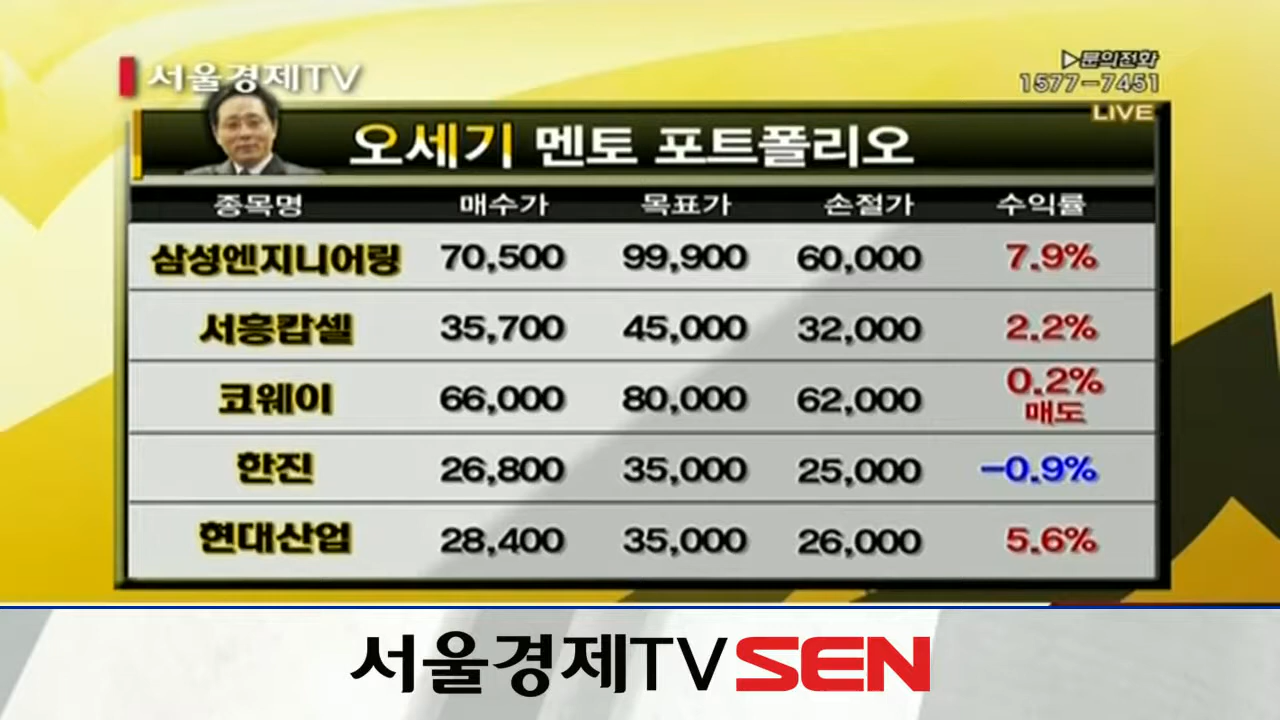 서울경제TV
▶문의전화
1577-7451
LIVE
오세기 멘토 포트폴리오
종목명 매수가 목표가 손절가 수익률
삼성엔지니어링 70,500 99,900 60,000 7.9%
서흥캅셀 35,700 45,000 32,000 2.2%
코웨이 66,000 80,000 62,000 0.2%
매도
한진 26,800 35,000 25,000 -0.9%
현대산업 28,400 35,000 26,000 5.6%
서울경제TV SEN